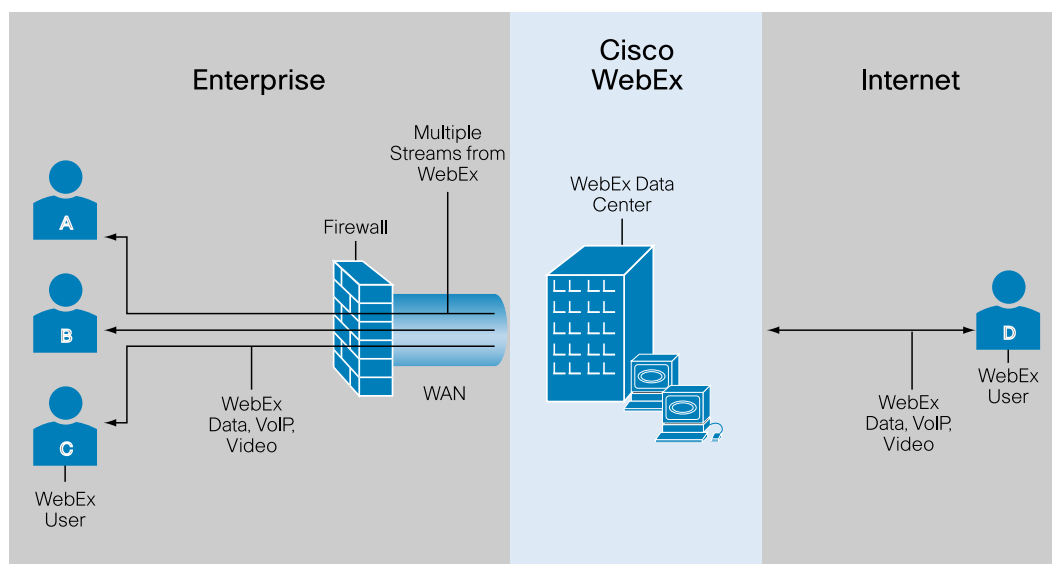 Enterprise
Cisco
WebEx
Internet
Multiple
Streams from
WebEx
WebEx Data
Center
Firewall
A
B
C
D
WAN
WebEx
Data, VoIP,
Video
WebEx
User
WebEx
Data, VoIP,
Video
WebEx
User